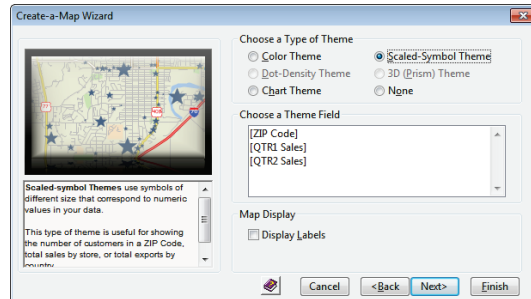 Create-a-Map Wizard
Choose a Type of Theme
Color Theme
Scaled-Symbol Theme
Dot-Density Theme
3D (Prism) Theme
Chart Theme
None
Choose a Theme Field
[ZIP Code]
[QTR1 Sales]
[QTR2 Sales]
Scaled-symbol Themes use symbols of
different size that correspond to numeric
values in your data.
This type of theme is useful for showing
the number of customers in a ZIP Code,
total sales by store, or total exports by
country.
Map Display
Display Labels
Cancel
<Back
Next>
Finish